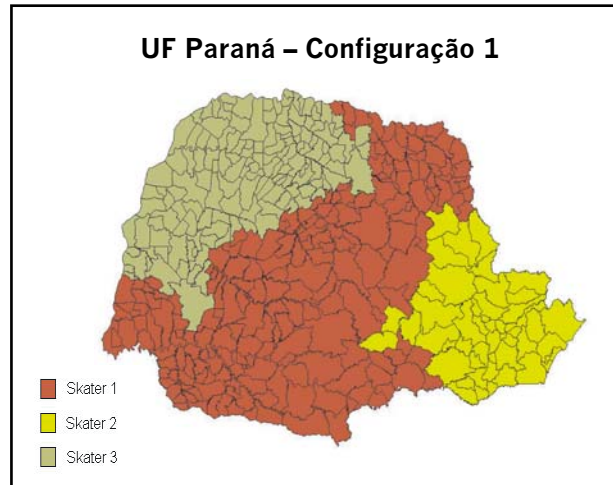 UF Paraná – Configuração 1
Skater 1
Skater 2
Skater 3